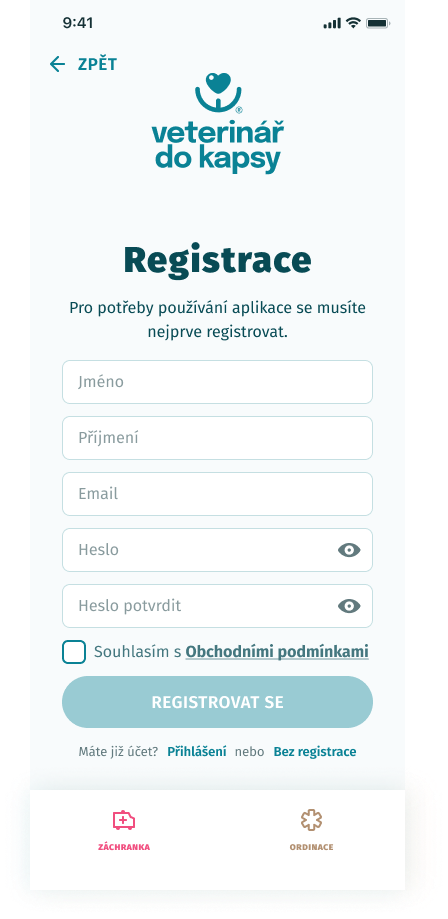 9:41
ZPĚT
®
veterinář
do kapsy
Registrace
Pro potřeby používání aplikace se musíte
nejprve registrovat.
Jméno
Příjmení
Email
Heslo
Heslo potvrdit
Souhlasím s Obchodními podmínkami
REGISTROVAT SE
Máte již účet? Přihlášení nebo Bez registrace
ZÁCHRANKA
ORDINACE